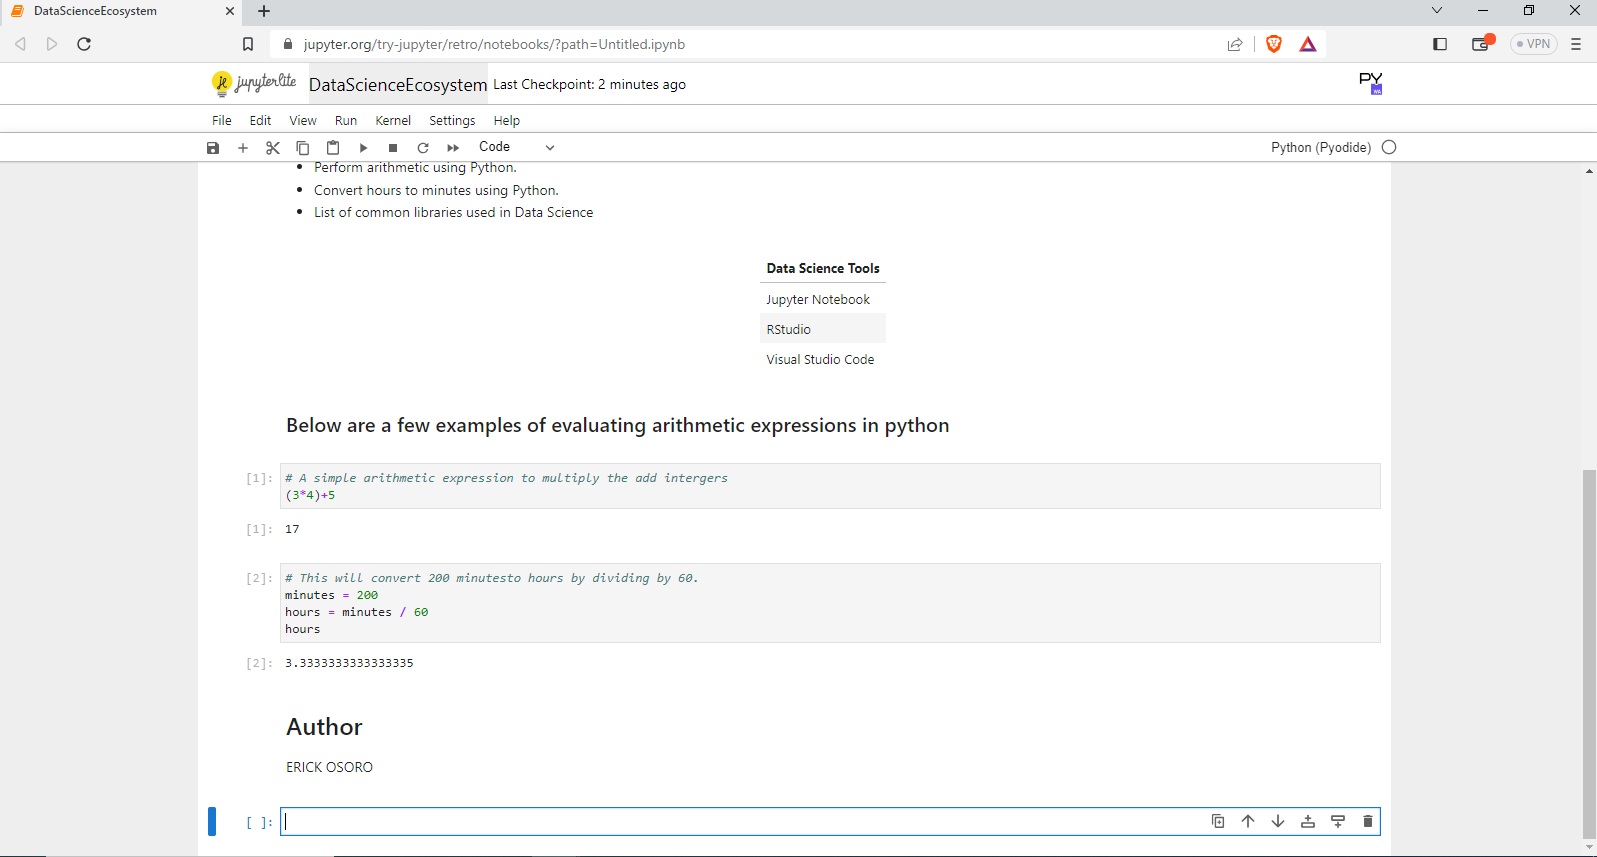 DataScienceEcosystem
jupyter.org/try-jupyter/retro/notebooks/?path=Untitled.ipynb
VPN
jupyterlite DataScienceEcosystem Last Checkpoint: 2 minutes ago
PY
WA
File Edit View Run Kernel Settings Help
Code
Python (Pyodide)
• Perform arithmetic using Python.
• Convert hours to minutes using Python.
• List of common libraries used in Data Science
Data Science Tools
Jupyter Notebook
RStudio
Visual Studio Code
Below are a few examples of evaluating arithmetic expressions in python
[1]: # A simple arithmetic expression to multiply the add intergers
(3*4)+5
[1]: 17
[2]: # This will convert 200 minutesto hours by dividing by 60.
minutes = 200
hours = minutes / 60
hours
[2]: 3.3333333333333335
Author
ERICK OSORO
[ ]: